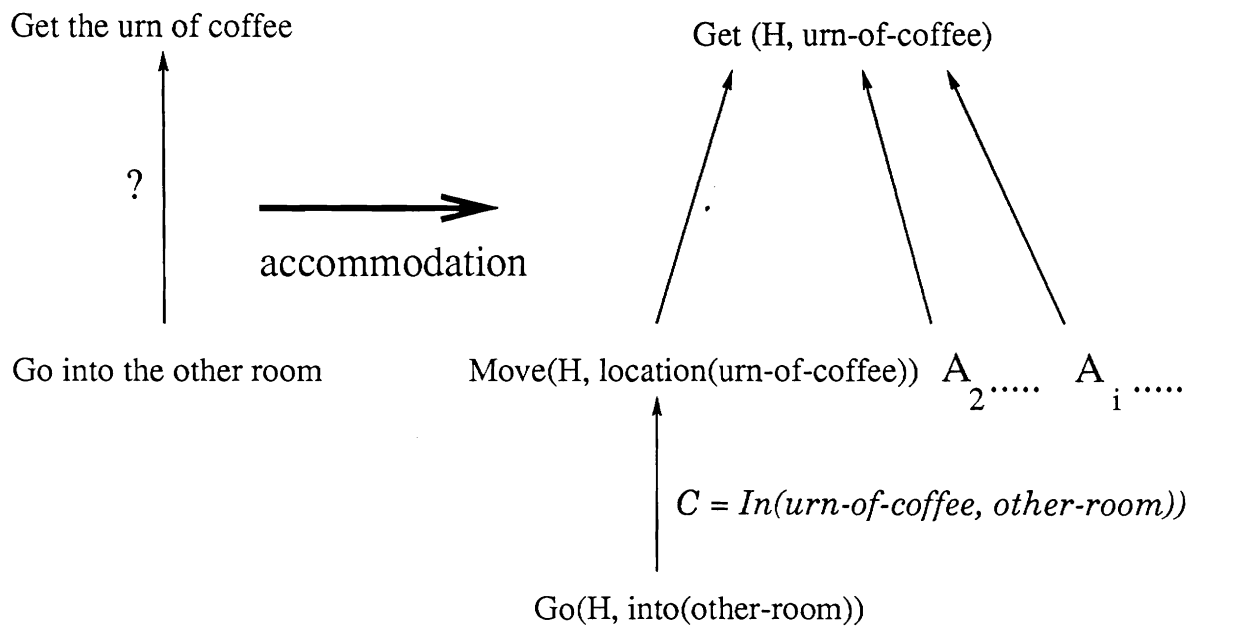 Get the urn of coffee
Get (H, urn-of-coffee)
?
accommodation
Go into the other room
Move(H, location(urn-of-coffee)) A2..... Ai.....
C = In(urn-of-coffee, other-room))
Go(H, into(other-room))